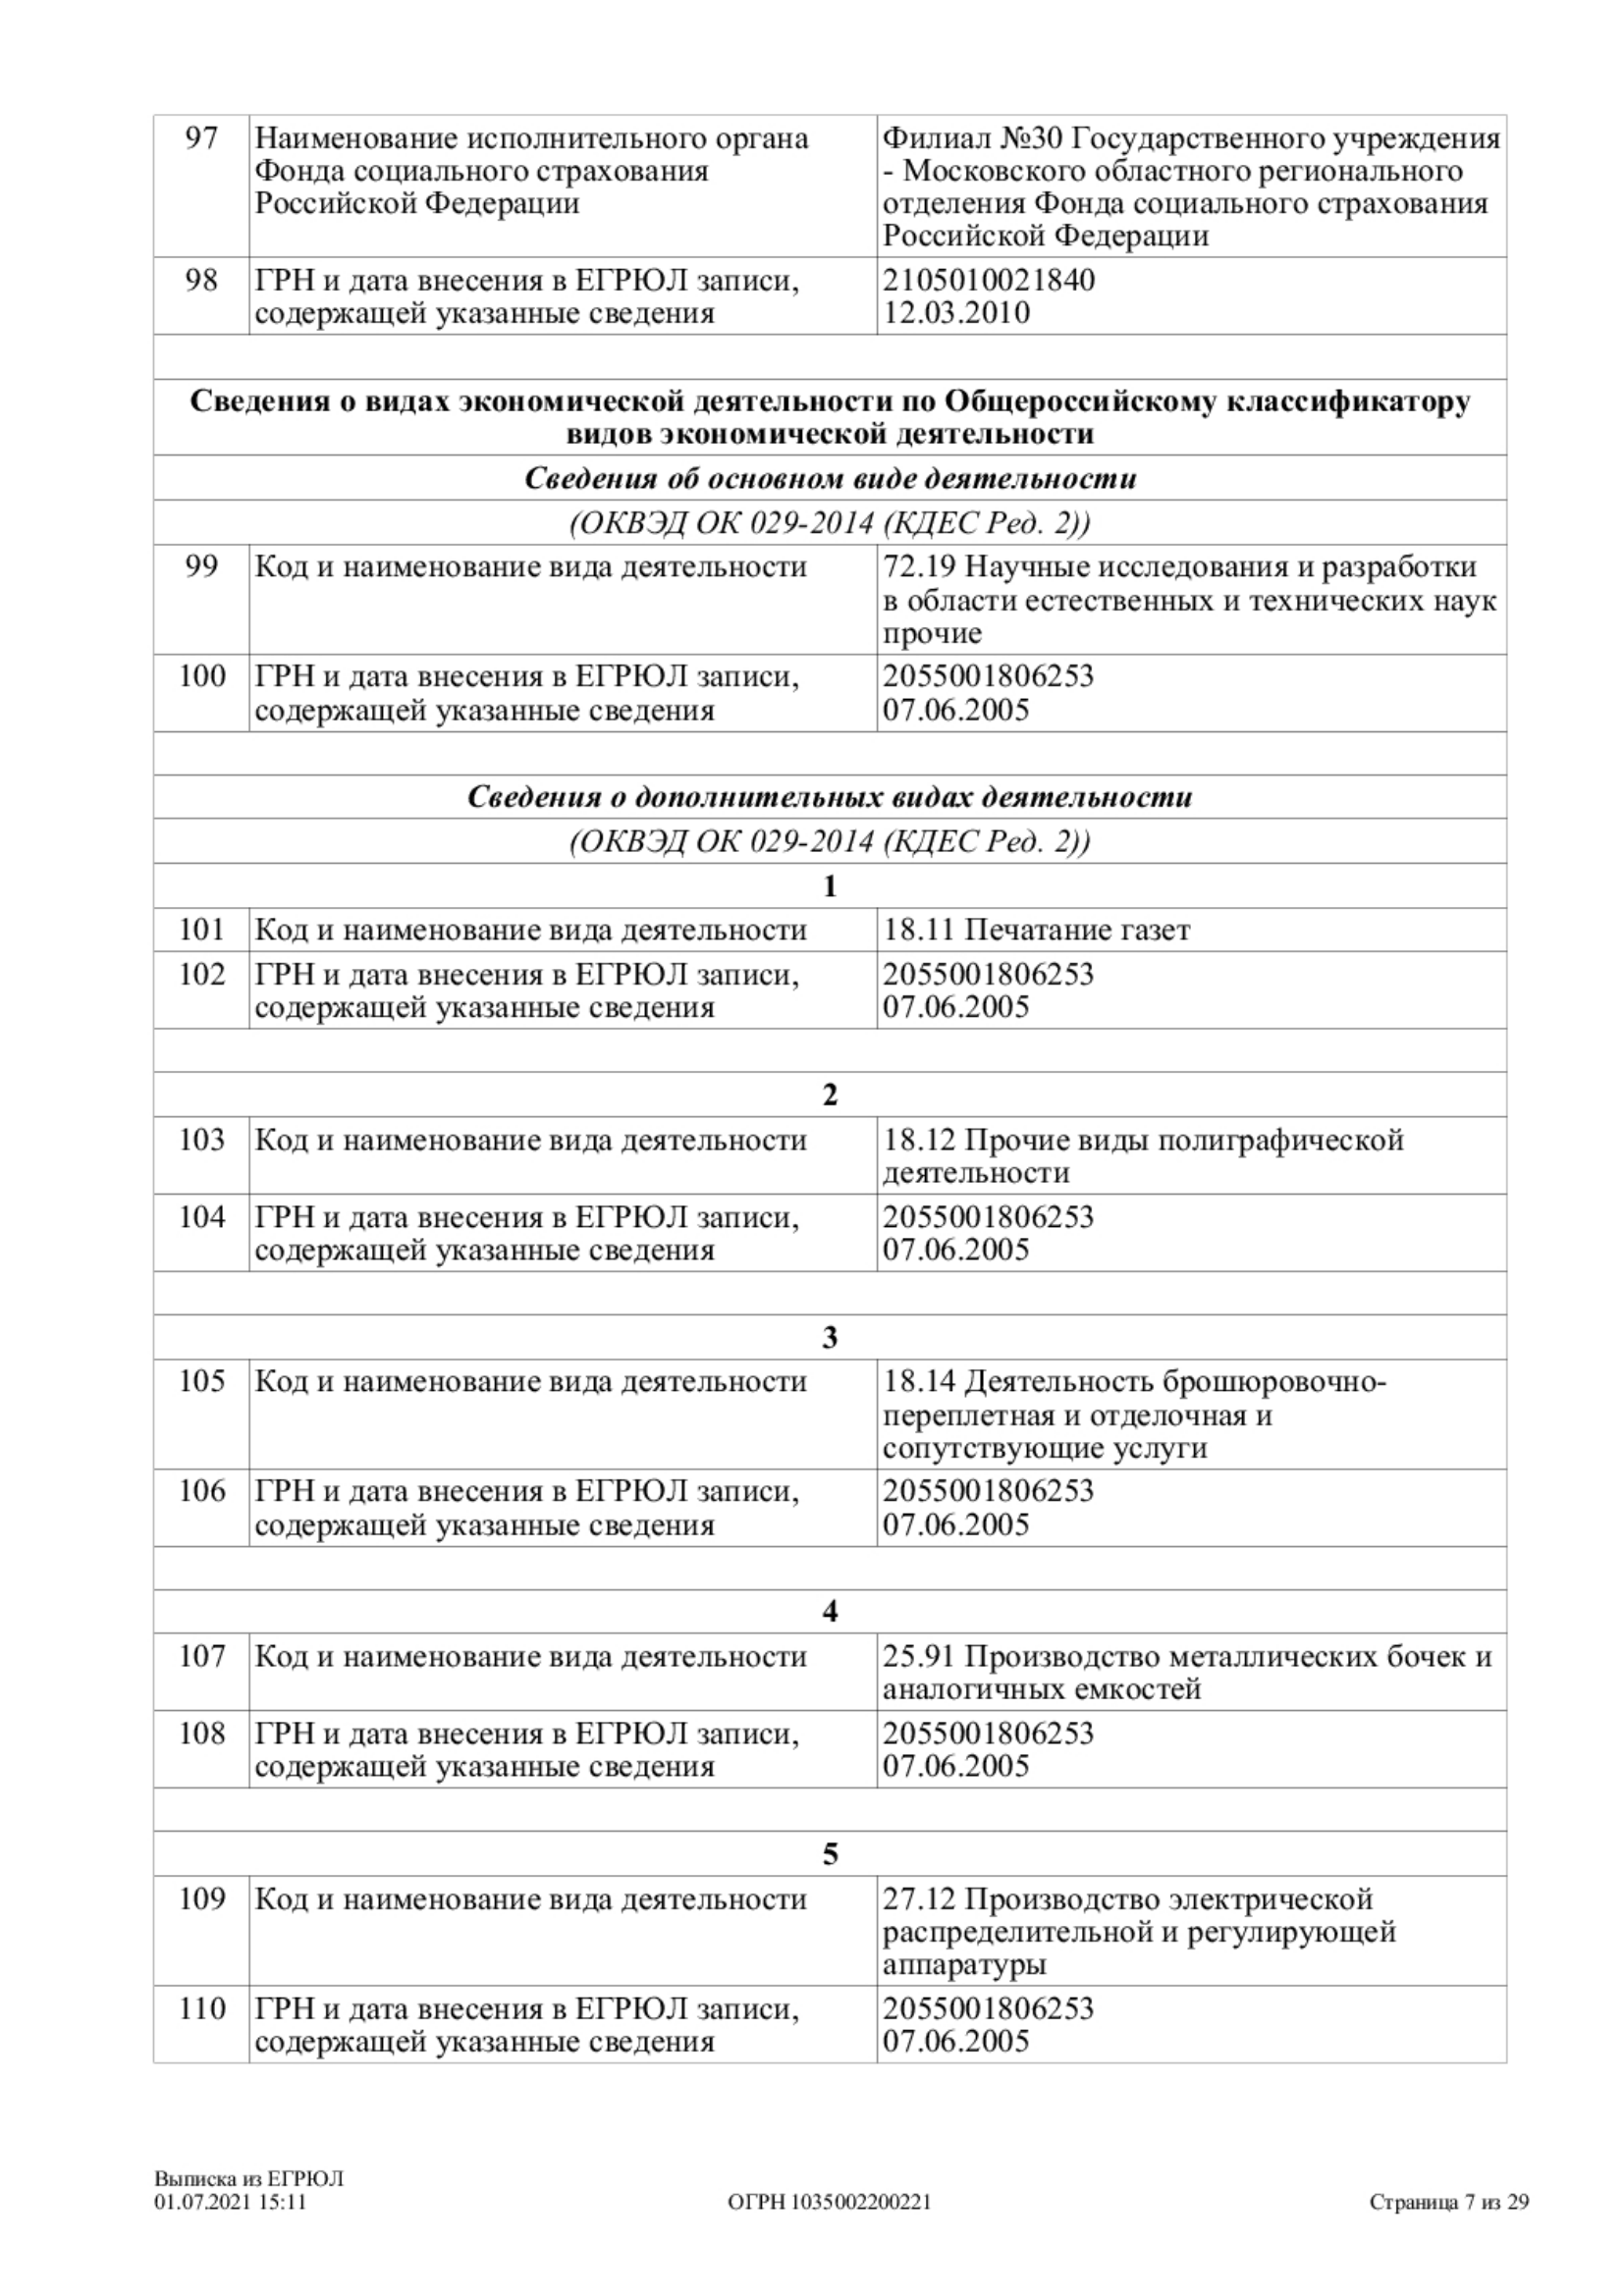 97 Наименование исполнительного органа Филиал №30 Государственного учреждения
Фонда социального страхования - Московского областного регионального
Российской Федерации отделения Фонда социального страхования
Российской Федерации
98 ГРН и дата внесения в ЕГРЮЛ записи, 2105010021840
содержащей указанные сведения 12.03.2010
Сведения о видах экономической деятельности по Общероссийскому классификатору
видов экономической деятельности
Сведения об основном виде деятельности
(ОКВЭД ОК 029-2014 (КДЕС Ред. 2))
99 Код и наименование вида деятельности 72.19 Научные исследования и разработки
в области естественных и технических наук
прочие
100 ГРН и дата внесения в ЕГРЮЛ записи, 2055001806253
содержащей указанные сведения 07.06.2005
Сведения о дополнительных видах деятельности
(ОКВЭД ОК 029-2014 (КДЕС Ред. 2))
1
101 Код и наименование вида деятельности 18.11 Печатание газет
102 ГРН и дата внесения в ЕГРЮЛ записи, 2055001806253
содержащей указанные сведения 07.06.2005
2
103 Код и наименование вида деятельности 18.12 Прочие виды полиграфической
деятельности
104 ГРН и дата внесения в ЕГРЮЛ записи, 2055001806253
содержащей указанные сведения 07.06.2005
3
105 Код и наименование вида деятельности 18.14 Деятельность брошюровочно-
переплетная и отделочная и
сопутствующие услуги
106 ГРН и дата внесения в ЕГРЮЛ записи, 2055001806253
содержащей указанные сведения 07.06.2005
4
107 Код и наименование вида деятельности 25.91 Производство металлических бочек и
аналогичных емкостей
108 ГРН и дата внесения в ЕГРЮЛ записи, 2055001806253
содержащей указанные сведения 07.06.2005
5
109 Код и наименование вида деятельности 27.12 Производство электрической
распределительной и регулирующей
аппаратуры
110 ГРН и дата внесения в ЕГРЮЛ записи, 2055001806253
содержащей указанные сведения 07.06.2005
Выписка из ЕГРЮЛ
01.07.2021 15:11 ОГРН 1035002200221 Страница 7 из 29